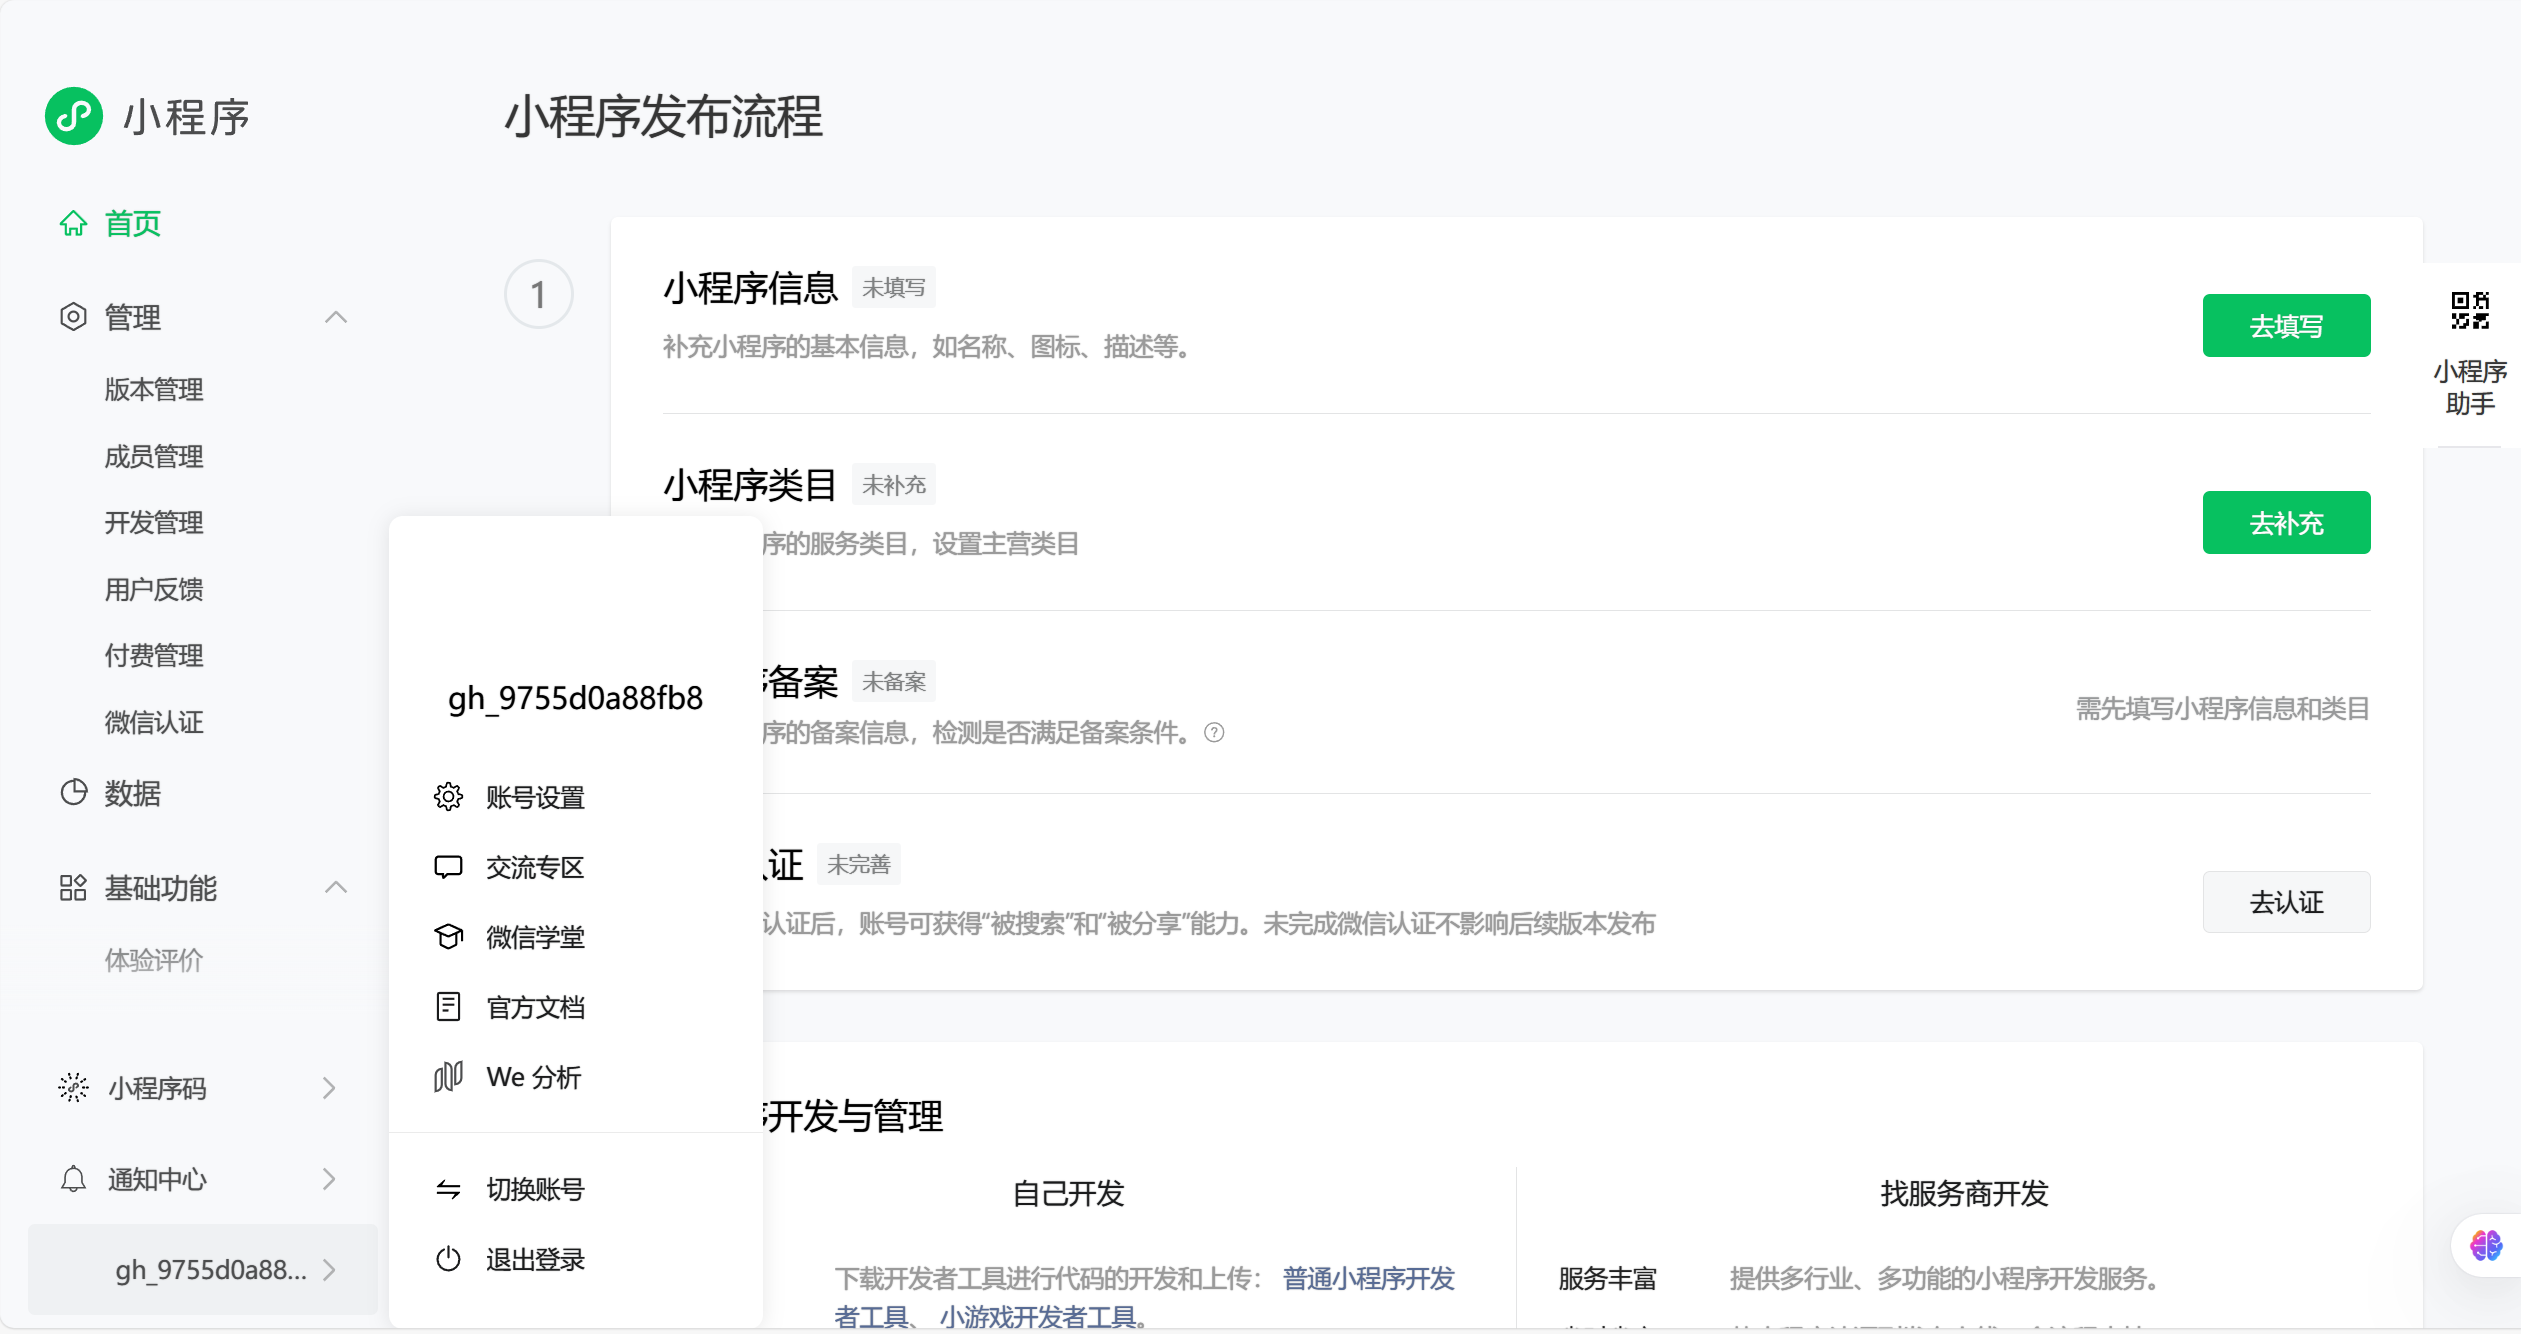 小程序
首页
管理
版本管理
成员管理
开发管理
用户反馈
付费管理
微信认证
数据
基础功能
体验评价
小程序码
通知中心
gh_9755d0a88...
gh_9755d0a88fb8
账号设置
交流专区
微信学堂
官方文档
We 分析
切换账号
退出登录
小程序发布流程
1
小程序信息 未填写
补充小程序的基本信息，如名称、图标、描述等。
去填写
小程序类目 未补充
序的服务类目，设置主营类目
去补充
备案 未备案
序的备案信息，检测是否满足备案条件。
需先填写小程序信息和类目
证 未完善
认证后，账号可获得“被搜索”和“被分享”能力。未完成微信认证不影响后续版本发布
去认证
开发与管理
自己开发
下载开发者工具进行代码的开发和上传： 普通小程序开发
者工具、 小游戏开发者工具。
找服务商开发
服务丰富 提供多行业、多功能的小程序开发服务。
小程序
助手